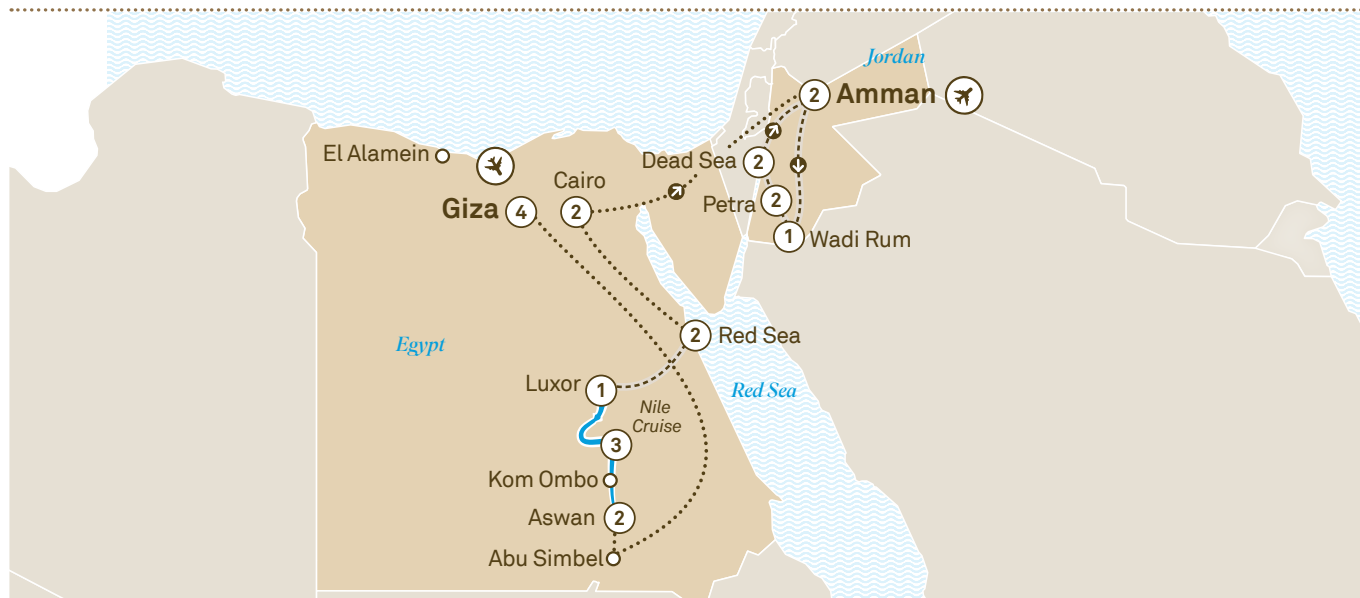 Jordan
2 Amman
El Alamein
Dead Sea 2
Cairo
Giza 4
2
Petra 2
1 Wadi Rum
2 Red Sea
Egypt
Luxor 1
Red Sea
Nile
Cruise
3
Kom Ombo
Aswan 2
Abu Simbel